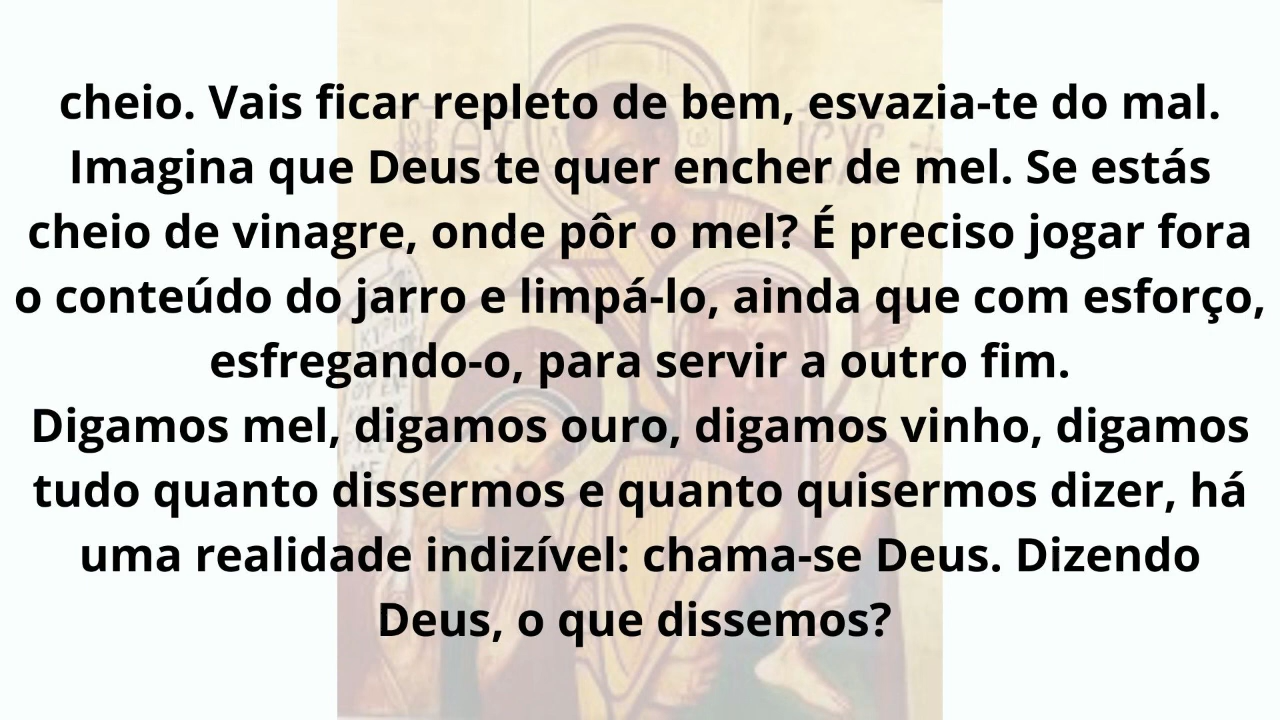 cheio. Vais ficar repleto de bem, esvazia-te do mal.
Imagina que Deus te quer encher de mel. Se estás
cheio de vinagre, onde pôr o mel? É preciso jogar fora
o conteúdo do jarro e limpá-lo, ainda que com esforço,
esfregando-o, para servir a outro fim.
Digamos mel, digamos ouro, digamos vinho, digamos
tudo quanto dissermos e quanto quisermos dizer, há
uma realidade indizível: chama-se Deus. Dizendo
Deus, o que dissemos?